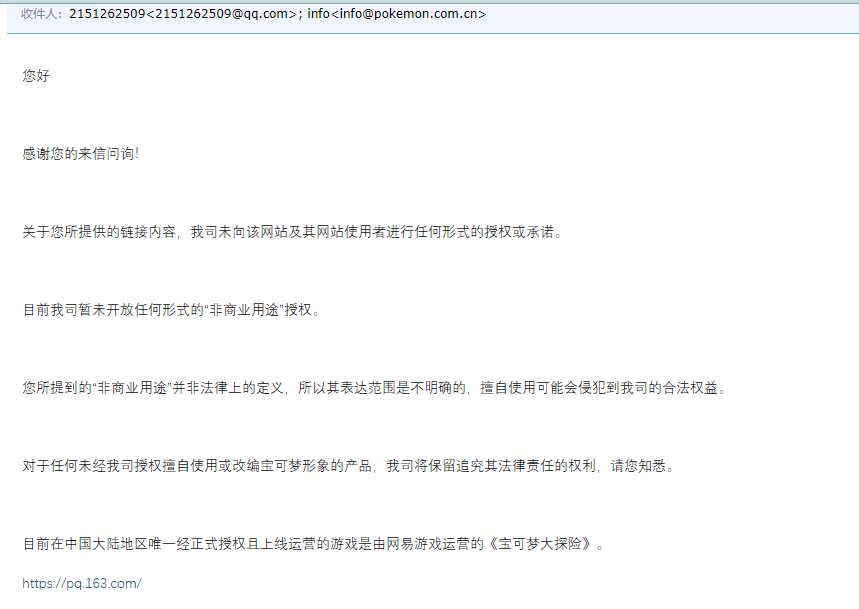 收件人：2151262509<2151262509@qq.com>; info<info@pokemon.com.cn>
您好
感谢您的来信问询！
关于您所提供的链接内容，我司未向该网站及其网站使用者进行任何形式的授权或承诺。
目前我司暂未开放任何形式的“非商业用途”授权。
您所提到的“非商业用途”并非法律上的定义，所以其表达范围是不明确的，擅自使用可能会侵犯到我司的合法权益。
对于任何未经我司授权擅自使用或改编宝可梦形象的产品，我司将保留追究其法律责任的权利，请您知悉。
目前在中国大陆地区唯一经正式授权且上线运营的游戏是由网易游戏运营的《宝可梦大探险》。
https://pq.163.com/